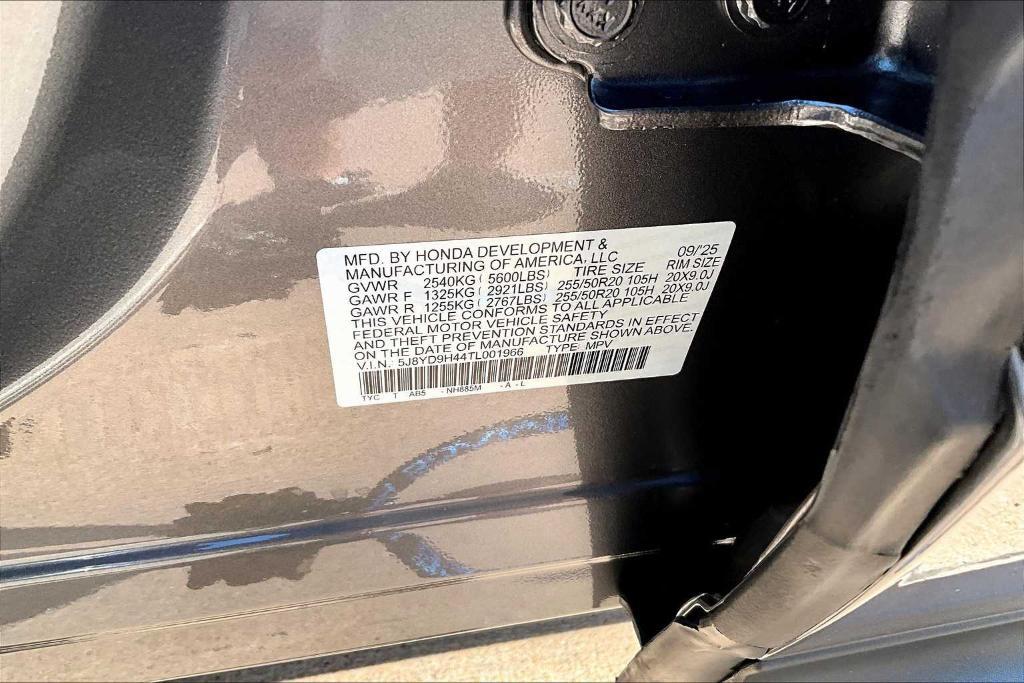 MFD. BY HONDA DEVELOPMENT & 09/'25
MANUFACTURING OF AMERICA, LLC
TIRE SIZE RIM SIZE
GVWR 2540KG (5600LBS)
GAWR F 1325KG (2921LBS) 255/50R20 105H 20X9.0J
GAWR R 1255KG (2767LBS) 255/50R20 105H 20X9.0J
THIS VEHICLE CONFORMS TO ALL APPLICABLE
FEDERAL MOTOR VEHICLE SAFETY
AND THEFT PREVENTION STANDARDS IN EFFECT
ON THE DATE OF MANUFACTURE SHOWN ABOVE.
V.I.N. 5J8YD9H44TL001966 TYPE: MPV
TYC T AB5 - NH885M - A - L